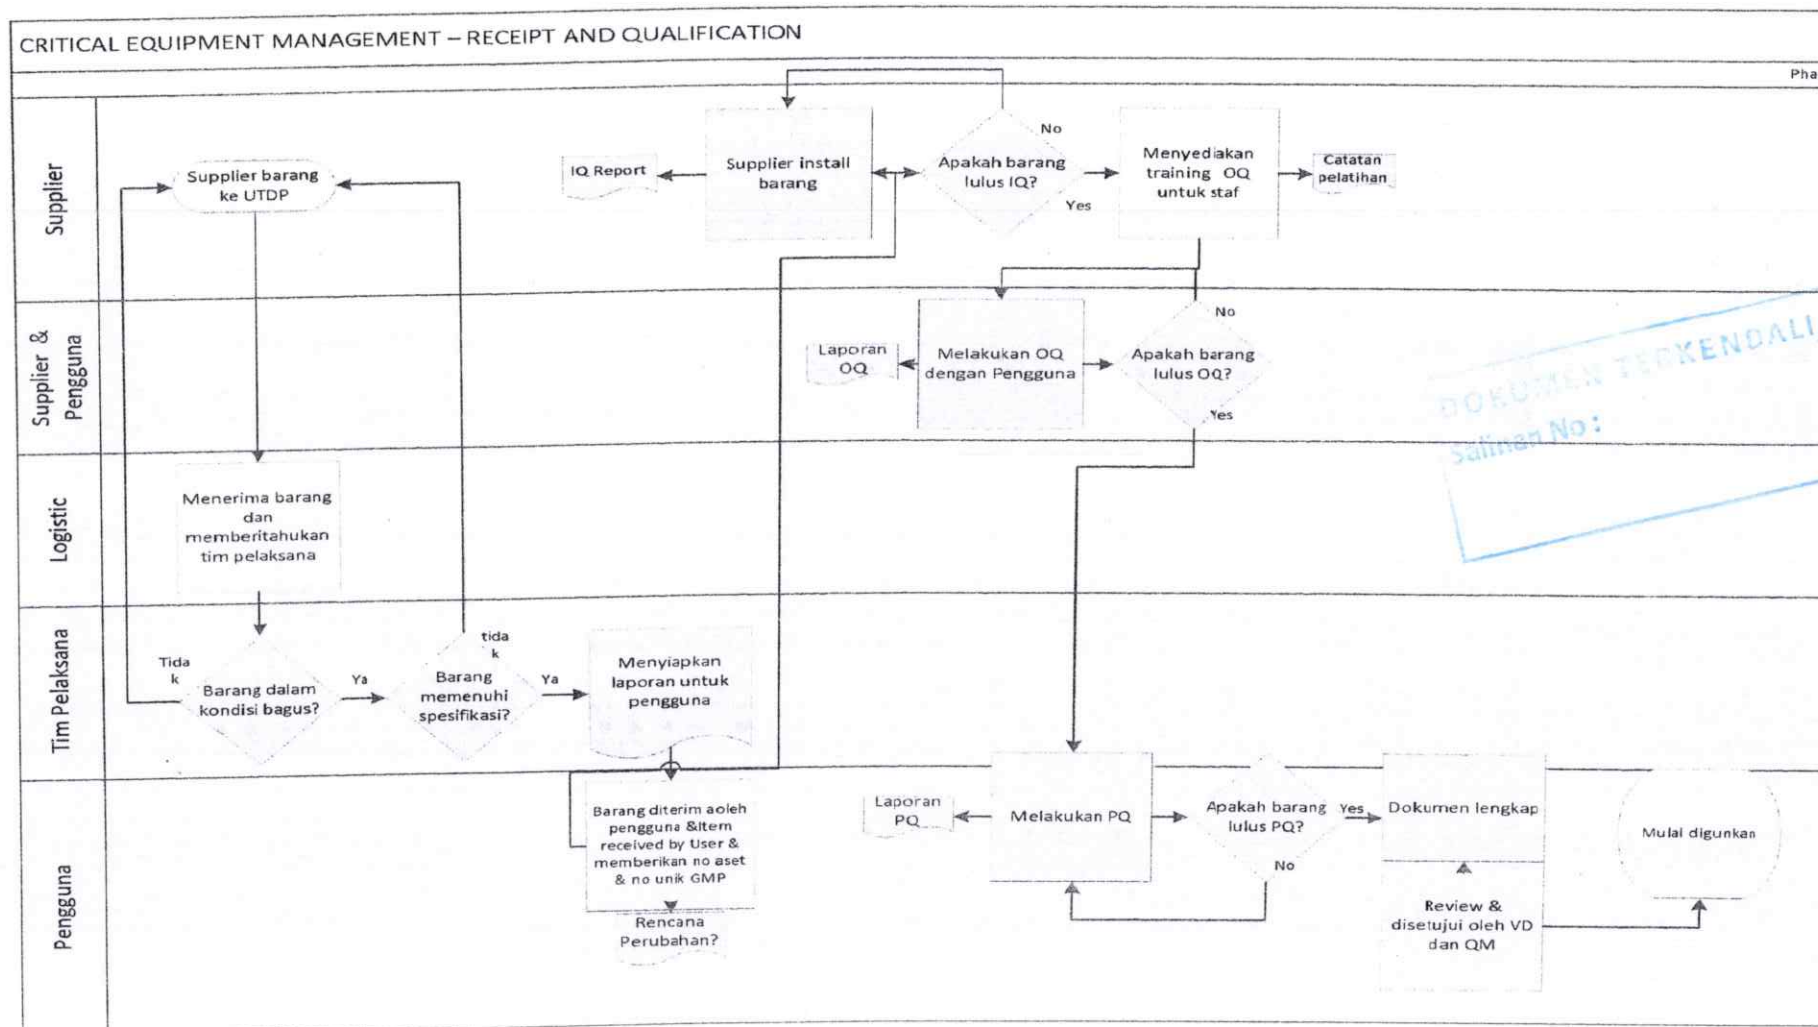 CRITICAL EQUIPMENT MANAGEMENT – RECEIPT AND QUALIFICATION
Pha
Supplier
Supplier barang
ke UTDP
IQ Report
Supplier install
barang
Apakah barang
lulus IQ?
No
Yes
Menyediakan
training OQ
untuk staf
Catatan
pelatihan
Supplier &
Pengguna
Laporan
OQ
Melakukan OQ
dengan Pengguna
Apakah barang
lulus OQ?
No
Yes
DOKUMEN TERKENDALI
Salinan No :
Logistic
Menerima barang
dan
memberitahukan
tim pelaksana
Tim Pelaksana
Tida
k
Barang dalam
kondisi bagus?
Ya
tida
k
Barang
memenuhi
spesifikasi?
Ya
Menyiapkan
laporan untuk
pengguna
Pengguna
Barang diterim aoleh
pengguna &Item
received by User &
memberikan no aset
& no unik GMP
Rencana
Perubahan?
Laporan
PQ
Melakukan PQ
Apakah barang
lulus PQ?
Yes
No
Dokumen lengkap
Review &
disetujui oleh VD
dan QM
Mulai digunkan